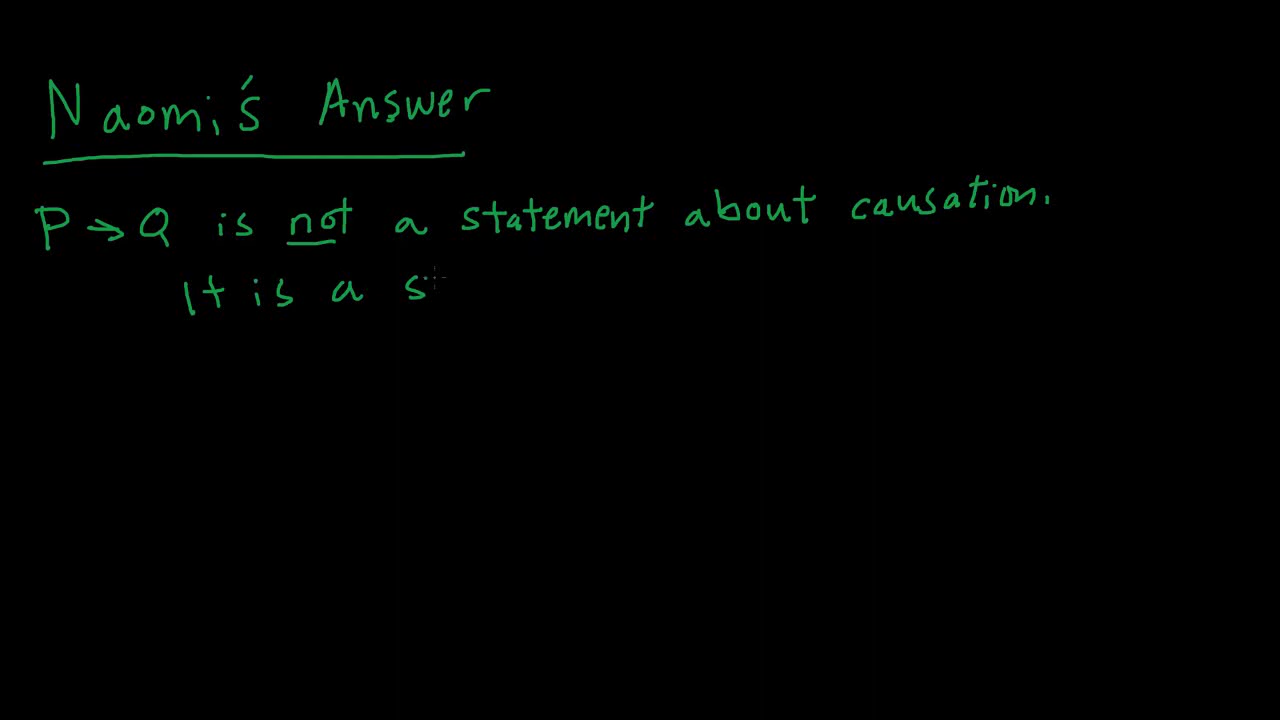 Naomi's Answer
P → Q is not a statement about causation.
It is a s